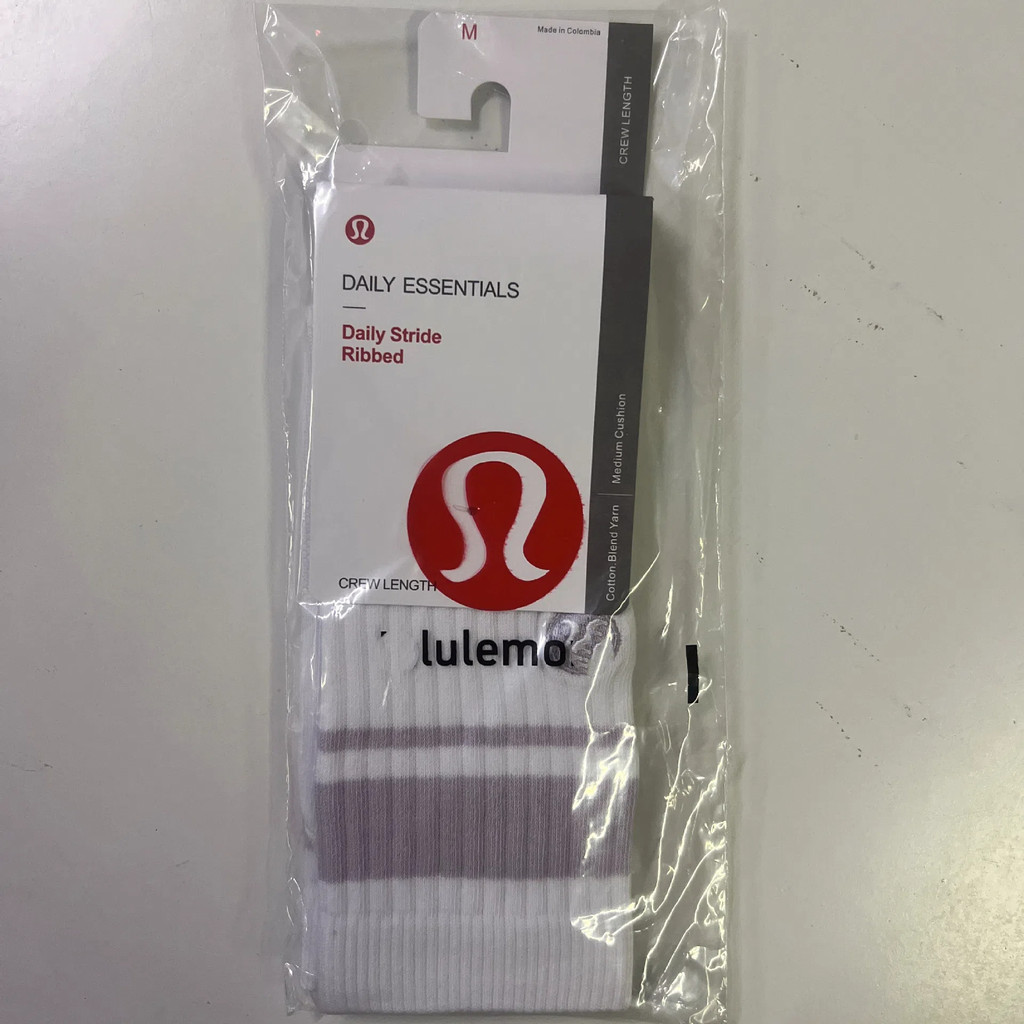 M
Made in Colombia
CREW LENGTH
DAILY ESSENTIALS
Daily Stride
Ribbed
Cotton Blend Yarn | Medium Cushion
CREW LENGTH
lulemo